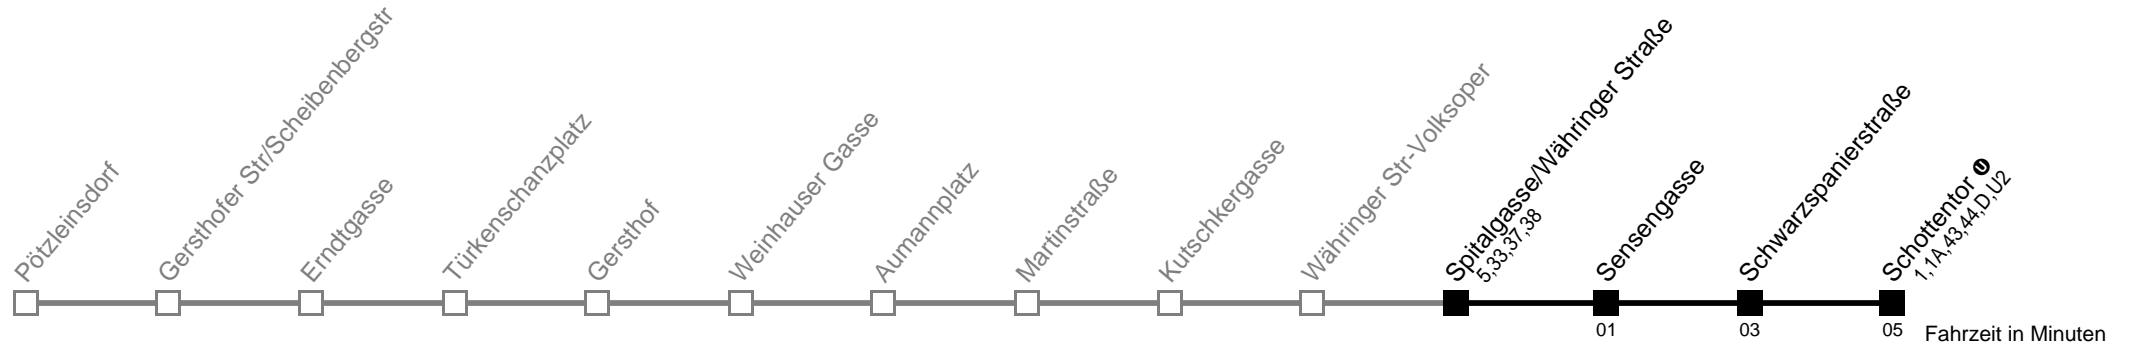 Pötzleinsdorf
Gersthofer Str/Scheibenbergstr
Erndtgasse
Türkenschanzplatz
Gersthof
Weinhauser Gasse
Aumannplatz
Martinstraße
Kutschkergasse
Währinger Str-Volksoper
Spitalgasse/Währinger Straße
5,33,37,38
Sensengasse
Schwarzspanierstraße
Schottentor U
1,1A,43,44,D,U2
01
03
05
Fahrzeit in Minuten